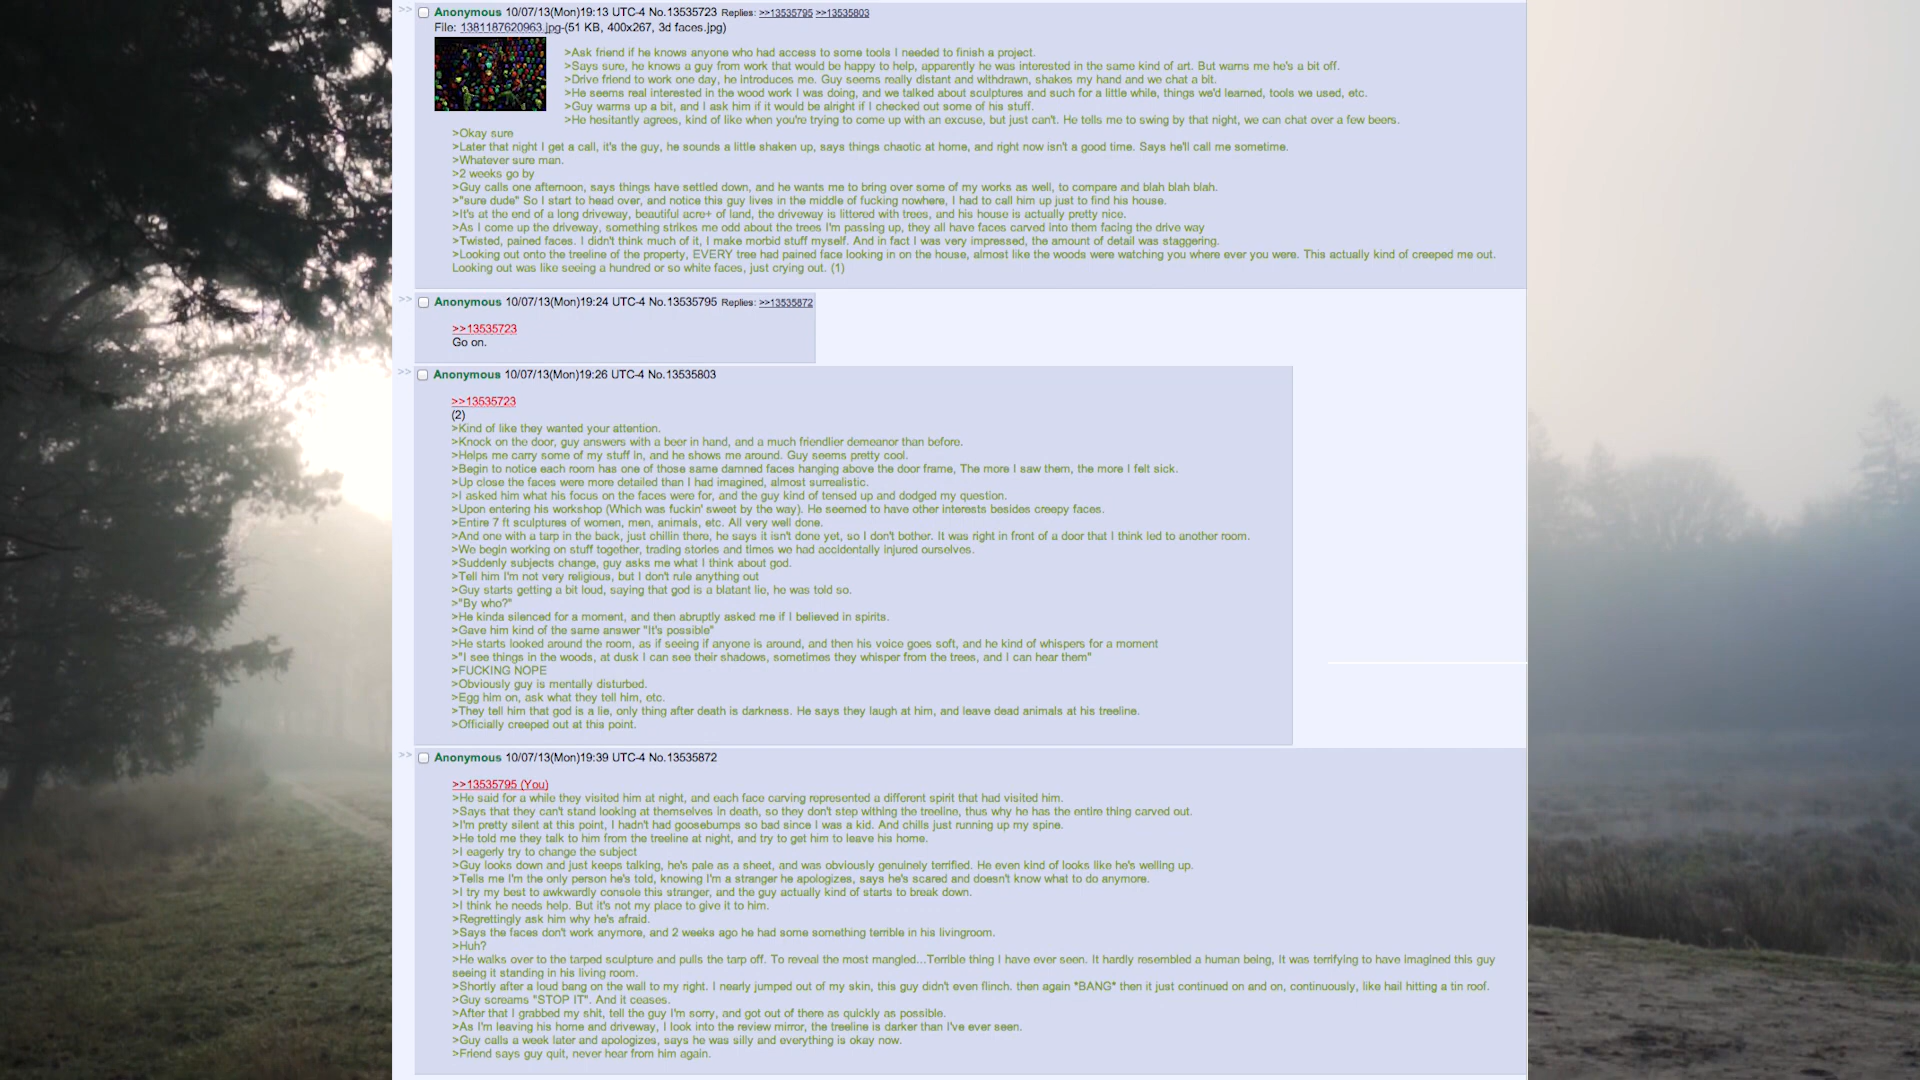 >> Anonymous 10/07/13(Mon)19:13 UTC-4 No.13535723 Replies: >>13535795 >>13535803
File: 1381187620963.jpg-(51 KB, 400x267, 3d faces.jpg)
>Ask friend if he knows anyone who had access to some tools I needed to finish a project.
>Says sure, he knows a guy from work that would be happy to help, apparently he was interested in the same kind of art. But warns me he's a bit off.
>Drive friend to work one day, he introduces me. Guy seems really distant and withdrawn, shakes my hand and we chat a bit.
>He seems real interested in the wood work I was doing, and we talked about sculptures and such for a little while, things we'd learned, tools we used, etc.
>Guy warms up a bit, and I ask him if it would be alright if I checked out some of his stuff.
>He hesitantly agrees, kind of like when you're trying to come up with an excuse, but just can't. He tells me to swing by that night, we can chat over a few beers.
>Okay sure
>Later that night I get a call, it's the guy, he sounds a little shaken up, says things chaotic at home, and right now isn't a good time. Says he'll call me sometime.
>Whatever sure man.
>2 weeks go by
>Guy calls one afternoon, says things have settled down, and he wants me to bring over some of my works as well, to compare and blah blah blah.
>"sure dude" So I start to head over, and notice this guy lives in the middle of fucking nowhere, I had to call him up just to find his house.
>It's at the end of a long driveway, beautiful acre+ of land, the driveway is littered with trees, and his house is actually pretty nice.
>As I come up the driveway, something strikes me odd about the trees I'm passing up, they all have faces carved into them facing the drive way
>Twisted, pained faces. I didn't think much of it, I make morbid stuff myself. And in fact I was very impressed, the amount of detail was staggering.
>Looking out onto the treeline of the property, EVERY tree had pained face looking in on the house, almost like the woods were watching you where ever you were. This actually kind of creeped me out.
Looking out was like seeing a hundred or so white faces, just crying out. (1)
>> Anonymous 10/07/13(Mon)19:24 UTC-4 No.13535795 Replies: >>13535872
>>13535723
Go on.
>> Anonymous 10/07/13(Mon)19:26 UTC-4 No.13535803
>>13535723
(2)
>Kind of like they wanted your attention.
>Knock on the door, guy answers with a beer in hand, and a much friendlier demeanor than before.
>Helps me carry some of my stuff in, and he shows me around. Guy seems pretty cool.
>Begin to notice each room has one of those same damned faces hanging above the door frame, The more I saw them, the more I felt sick.
>Up close the faces were more detailed than I had imagined, almost surrealistic.
>I asked him what his focus on the faces were for, and the guy kind of tensed up and dodged my question.
>Upon entering his workshop (Which was fuckin' sweet by the way). He seemed to have other interests besides creepy faces.
>Entire 7 ft sculptures of women, men, animals, etc. All very well done.
>And one with a tarp in the back, just chillin there, he says it isn't done yet, so I don't bother. It was right in front of a door that I think led to another room.
>We begin working on stuff together, trading stories and times we had accidentally injured ourselves.
>Suddenly subjects change, guy asks me what I think about god.
>Tell him I'm not very religious, but I don't rule anything out
>Guy starts getting a bit loud, saying that god is a blatant lie, he was told so.
>"By who?"
>He kinda silenced for a moment, and then abruptly asked me if I believed in spirits.
>Gave him kind of the same answer "It's possible"
>He starts looked around the room, as if seeing if anyone is around, and then his voice goes soft, and he kind of whispers for a moment
>"I see things in the woods, at dusk I can see their shadows, sometimes they whisper from the trees, and I can hear them"
>FUCKING NOPE
>Obviously guy is mentally disturbed.
>Egg him on, ask what they tell him, etc.
>They tell him that god is a lie, only thing after death is darkness. He says they laugh at him, and leave dead animals at his treeline.
>Officially creeped out at this point.
>> Anonymous 10/07/13(Mon)19:39 UTC-4 No.13535872
>>13535795 (You)
>He said for a while they visited him at night, and each face carving represented a different spirit that had visited him.
>Says that they can't stand looking at themselves in death, so they don't step withing the treeline, thus why he has the entire thing carved out.
>I'm pretty silent at this point, I hadn't had goosebumps so bad since I was a kid. And chills just running up my spine.
>He told me they talk to him from the treeline at night, and try to get him to leave his home.
>I eagerly try to change the subject
>Guy looks down and just keeps talking, he's pale as a sheet, and was obviously genuinely terrified. He even kind of looks like he's welling up.
>Tells me I'm the only person he's told, knowing I'm a stranger he apologizes, says he's scared and doesn't know what to do anymore.
>I try my best to awkwardly console this stranger, and the guy actually kind of starts to break down.
>I think he needs help. But it's not my place to give it to him.
>Regrettingly ask him why he's afraid.
>Says the faces don't work anymore, and 2 weeks ago he had some something terrible in his livingroom.
>Huh?
>He walks over to the tarped sculpture and pulls the tarp off. To reveal the most mangled...Terrible thing I have ever seen. It hardly resembled a human being, It was terrifying to have imagined this guy
seeing it standing in his living room.
>Shortly after a loud bang on the wall to my right. I nearly jumped out of my skin, this guy didn't even flinch. then again *BANG* then it just continued on and on, continuously, like hail hitting a tin roof.
>Guy screams "STOP IT". And it ceases.
>After that I grabbed my shit, tell the guy I'm sorry, and got out of there as quickly as possible.
>As I'm leaving his home and driveway, I look into the review mirror, the treeline is darker than I've ever seen.
>Guy calls a week later and apologizes, says he was silly and everything is okay now.
>Friend says guy quit, never hear from him again.